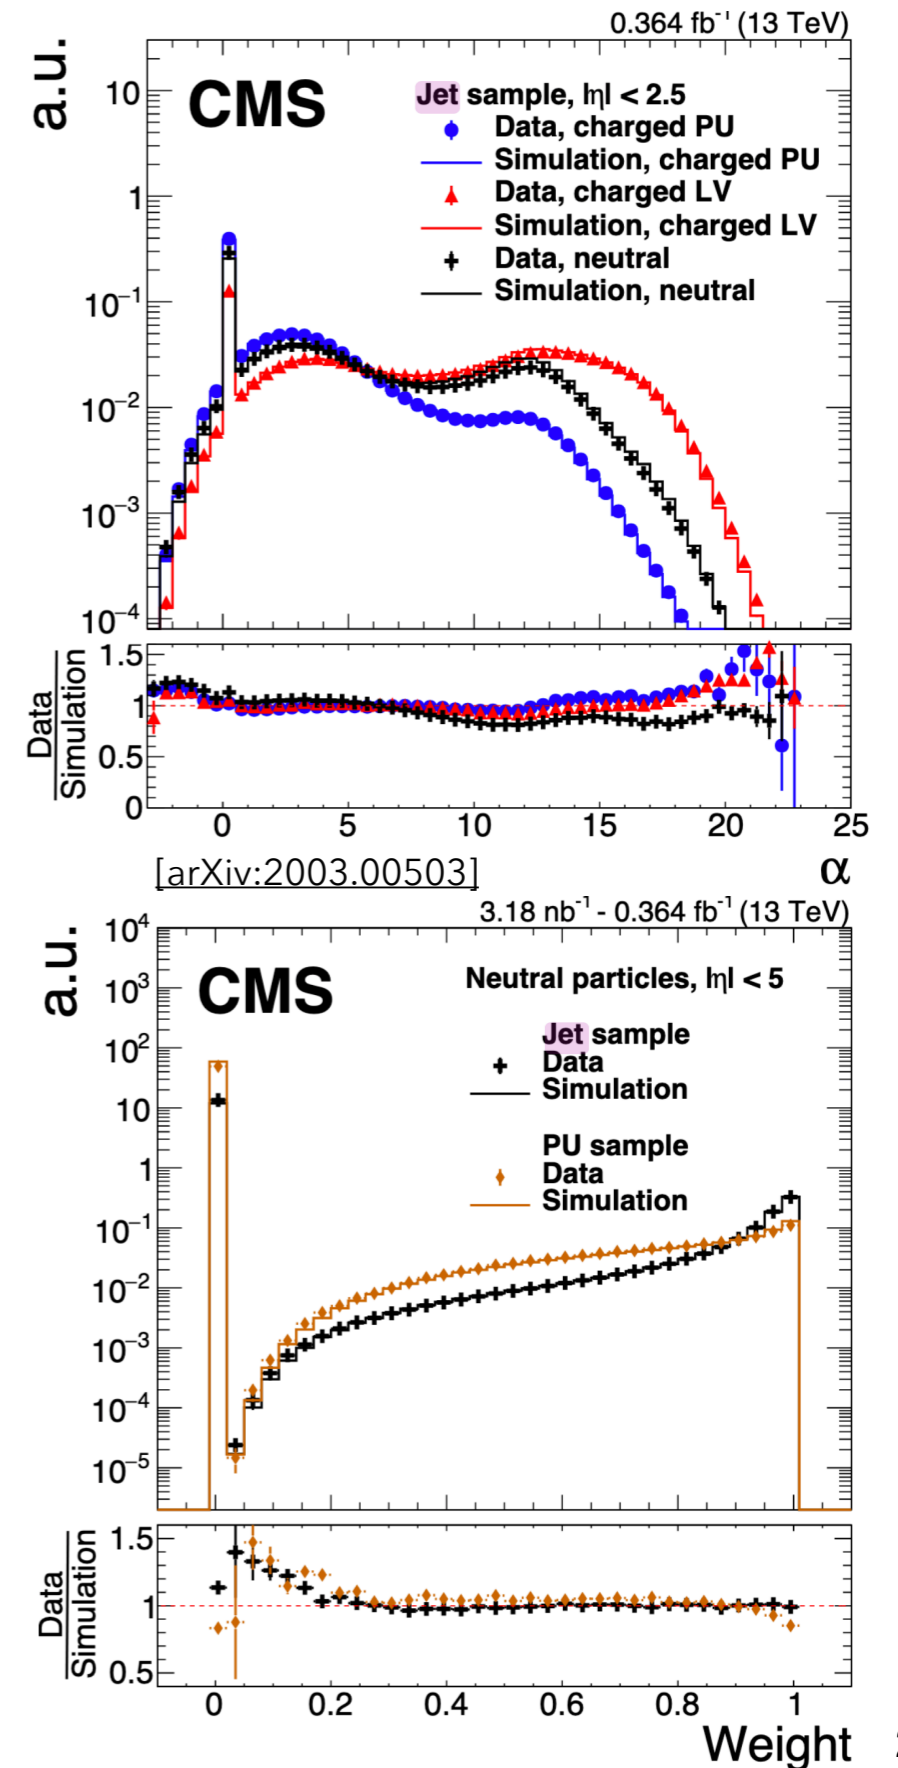 0.364 fb⁻¹ (13 TeV)
a.u.
CMS
Jet sample, |η| < 2.5
Data, charged PU
Simulation, charged PU
Data, charged LV
Simulation, charged LV
Data, neutral
Simulation, neutral
10
1
10⁻¹
10⁻²
10⁻³
10⁻⁴
Data
Simulation
1.5
1
0.5
0
0 5 10 15 20 25
α
[arXiv:2003.00503]
3.18 nb⁻¹ - 0.364 fb⁻¹ (13 TeV)
a.u.
CMS
Neutral particles, |η| < 5
Jet sample
Data
Simulation
PU sample
Data
Simulation
10⁴
10³
10²
10
1
10⁻¹
10⁻²
10⁻³
10⁻⁴
10⁻⁵
Data
Simulation
1.5
1
0.5
0 0.2 0.4 0.6 0.8 1
Weight